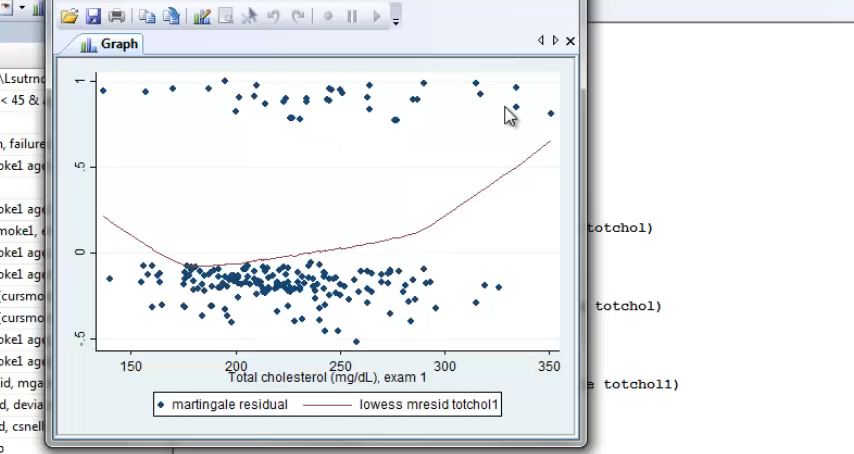 Graph
\Lsutrno
< 45 &
n, failure
oke1 age
oke1 age
moke1, e
oke1 age
oke1 age
(cursmo
(cursmo
oke1 age
oke1 age
id, mga
d, devia
d, csnell
1
.5
0
-.5
150
200
250
300
350
Total cholesterol (mg/dL), exam 1
martingale residual
lowess mresid totchol1
totchol)
totchol)
e totchol1)